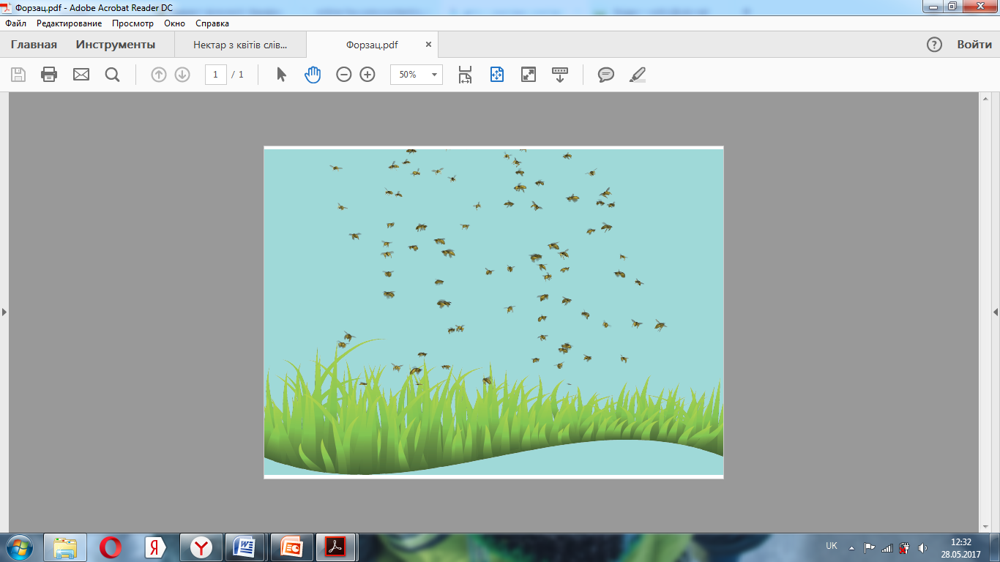 Форзац.pdf - Adobe Acrobat Reader DC
Файл Редактирование Просмотр Окно Справка
Главная Инструменты Нектар з квітів слів... Форзац.pdf Войти
1 / 1 50%
UK 12:32
28.05.2017